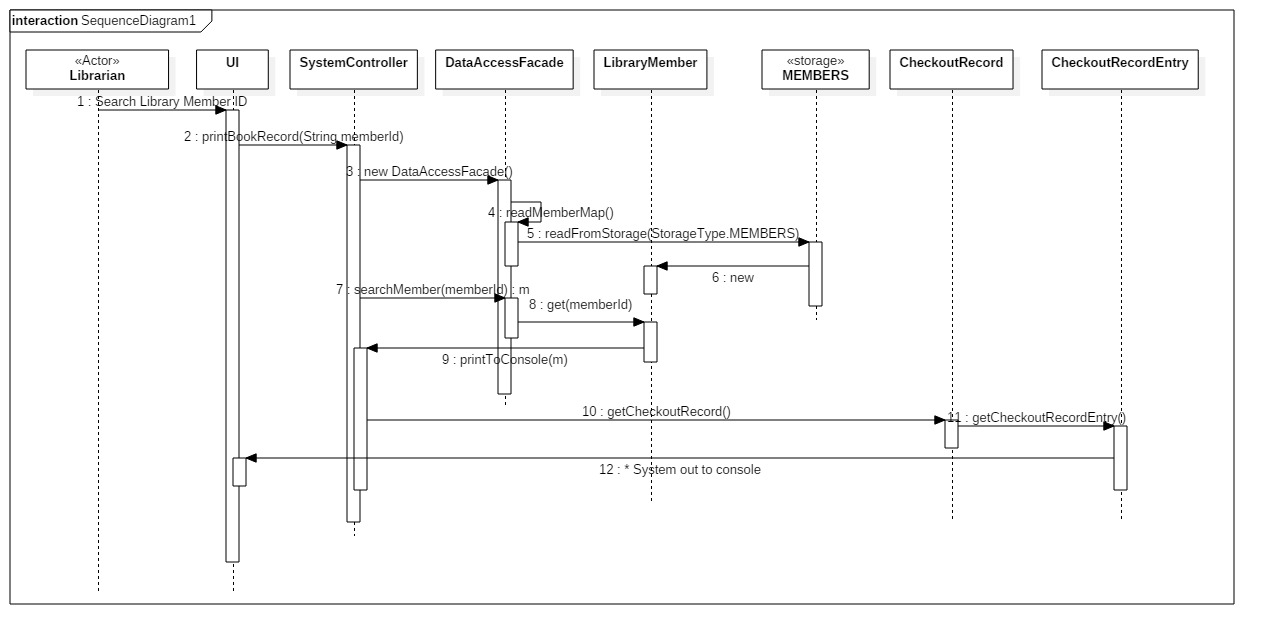 interaction SequenceDiagram1
«Actor»
Librarian
UI
SystemController
DataAccessFacade
LibraryMember
«storage»
MEMBERS
CheckoutRecord
CheckoutRecordEntry
1 : Search Library Member ID
2 : printBookRecord(String memberId)
3 : new DataAccessFacade()
4 : readMemberMap()
5 : readFromStorage(StorageType.MEMBERS)
6 : new
7 : searchMember(memberId) : m
8 : get(memberId)
9 : printToConsole(m)
10 : getCheckoutRecord()
11 : getCheckoutRecordEntry()
12 : * System out to console